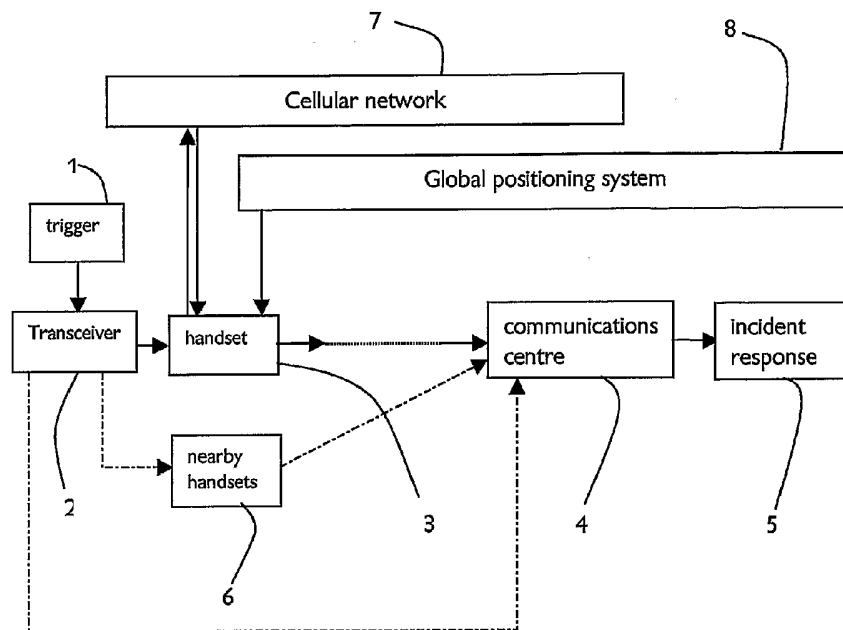 7
8
Cellular network
1
Global positioning system
trigger
Transceiver
handset
communications
centre
incident
response
nearby
handsets
2
3
4
5
6